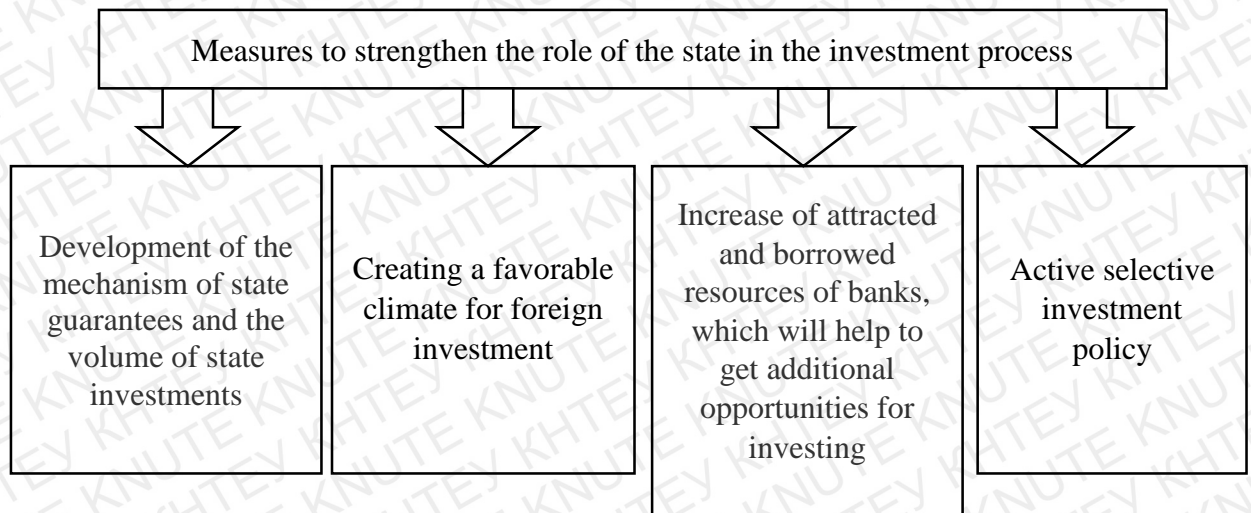 Measures to strengthen the role of the state in the investment process
Development of the
mechanism of state
guarantees and the
volume of state
investments
Creating a favorable
climate for foreign
investment
Increase of attracted
and borrowed
resources of banks,
which will help to
get additional
opportunities for
investing
Active selective
investment
policy